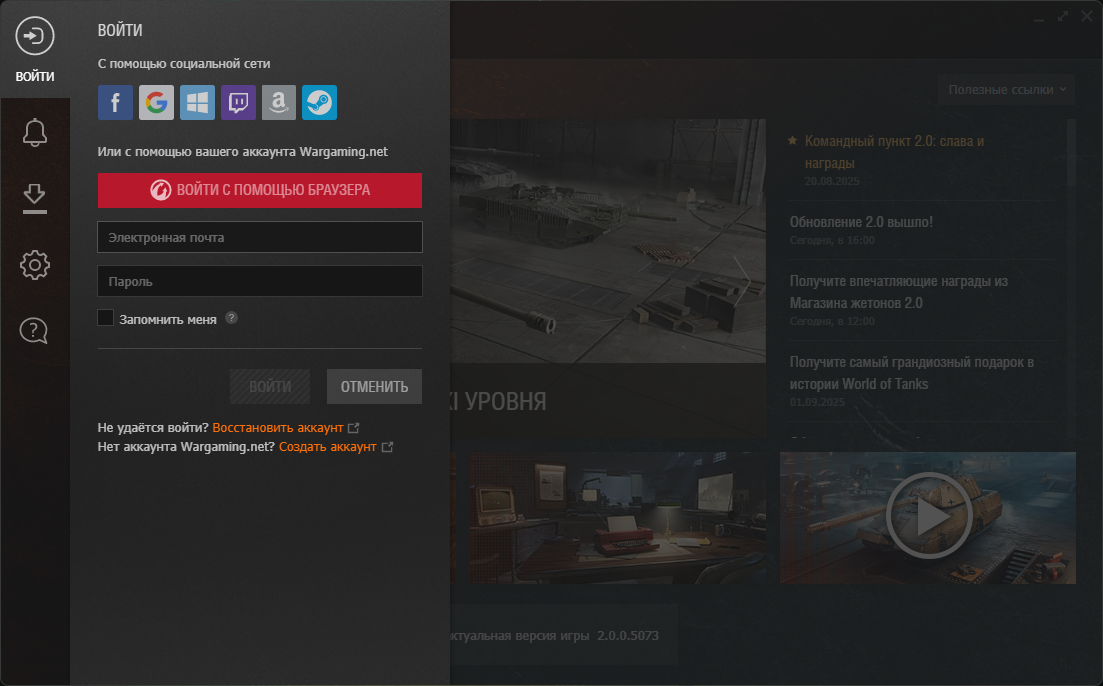 ВОЙТИ
ВОЙТИ
С помощью социальной сети
Или с помощью вашего аккаунта Wargaming.net
ВОЙТИ С ПОМОЩЬЮ БРАУЗЕРА
Электронная почта
Пароль
Запомнить меня ?
ВОЙТИ ОТМЕНИТЬ
Не удаётся войти? Восстановить аккаунт
Нет аккаунта Wargaming.net? Создать аккаунт
Полезные ссылки
Командный пункт 2.0: слава и
награды
20.08.2025
Обновление 2.0 вышло!
Сегодня, в 16:00
Получите впечатляющие награды из
Магазина жетонов 2.0
Сегодня, в 12:00
Получите самый грандиозный подарок в
истории World of Tanks
01.09.2025
XI УРОВНЯ
ктуальная версия игры 2.0.0.5073